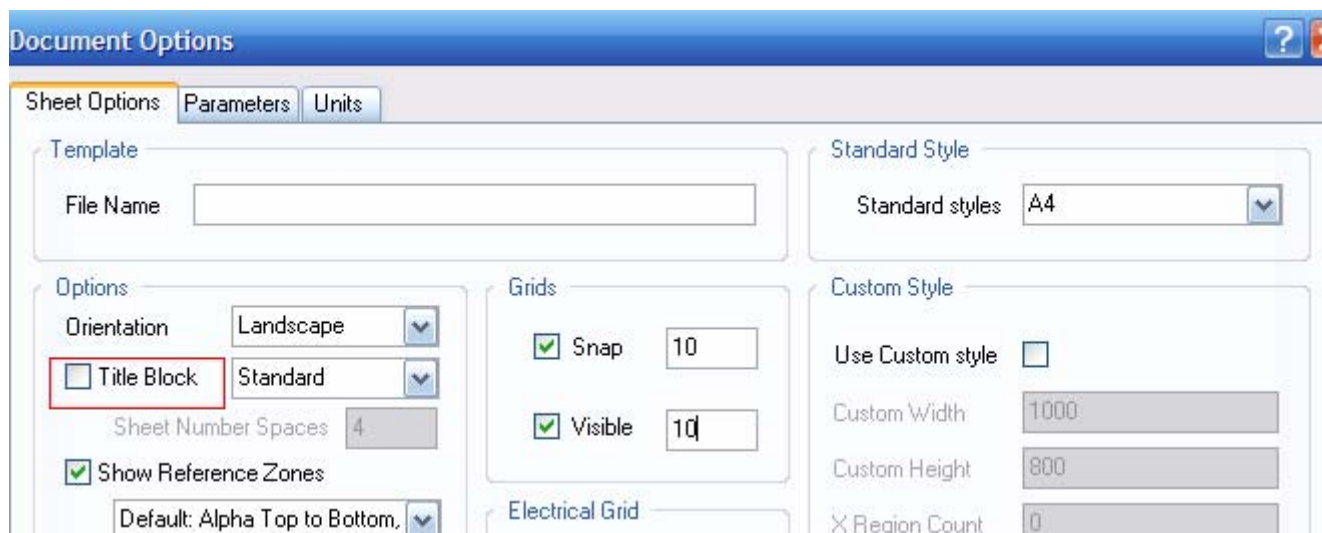 Document Options
?
Sheet Options Parameters Units
Template
File Name
Standard Style
Standard styles A4
Options
Orientation Landscape
Title Block Standard
Sheet Number Spaces 4
Show Reference Zones
Default: Alpha Top to Bottom,
Grids
Snap 10
Visible 10
Electrical Grid
Custom Style
Use Custom style
Custom Width 1000
Custom Height 800
X Region Count 0